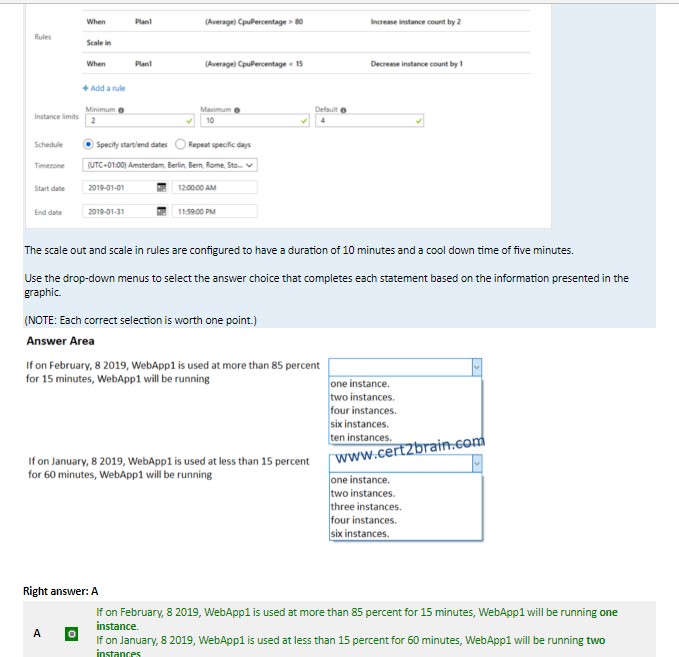 When Plan1 (Average) CpuPercentage > 80 Increase instance count by 2
Rules
Scale in
When Plan1 (Average) CpuPercentage < 15 Decrease instance count by 1
+ Add a rule
Minimum Maximum Default
Instance limits 2 10 4
Schedule Specify start/end dates Repeat specific days
Timezone (UTC+01:00) Amsterdam, Berlin, Bern, Rome, Sto...
Start date 2019-01-01 12:00:00 AM
End date 2019-01-31 11:59:00 PM
The scale out and scale in rules are configured to have a duration of 10 minutes and a cool down time of five minutes.
Use the drop-down menus to select the answer choice that completes each statement based on the information presented in the
graphic.
(NOTE: Each correct selection is worth one point.)
Answer Area
If on February, 8 2019, WebApp1 is used at more than 85 percent
for 15 minutes, WebApp1 will be running
one instance.
two instances.
four instances.
six instances.
ten instances.
www.cert2brain.com
If on January, 8 2019, WebApp1 is used at less than 15 percent
for 60 minutes, WebApp1 will be running
one instance.
two instances.
three instances.
four instances.
six instances.
Right answer: A
A
If on February, 8 2019, WebApp1 is used at more than 85 percent for 15 minutes, WebApp1 will be running one
instance.
If on January, 8 2019, WebApp1 is used at less than 15 percent for 60 minutes, WebApp1 will be running two
instances